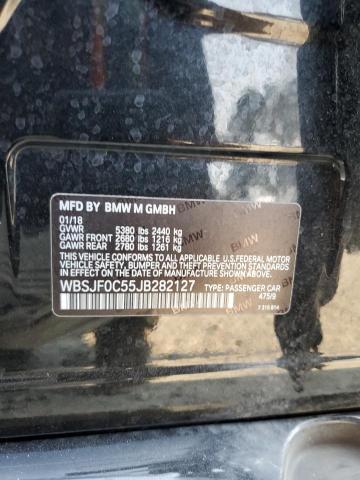 MFD BY BMW M GMBH
01/18
GVWR 5380 lbs 2440 kg
GAWR FRONT 2680 lbs 1216 kg
GAWR REAR 2780 lbs 1261 kg
THIS VEHICLE CONFORMS TO ALL APPLICABLE U.S.FEDERAL MOTOR
VEHICLE SAFETY, BUMPER, AND THEFT PREVENTION STANDARDS IN
EFFECT ON THE DATE OF MANUFACTURE SHOWN ABOVE.
WBSJF0C55JB282127 TYPE: PASSENGER CAR
475/9